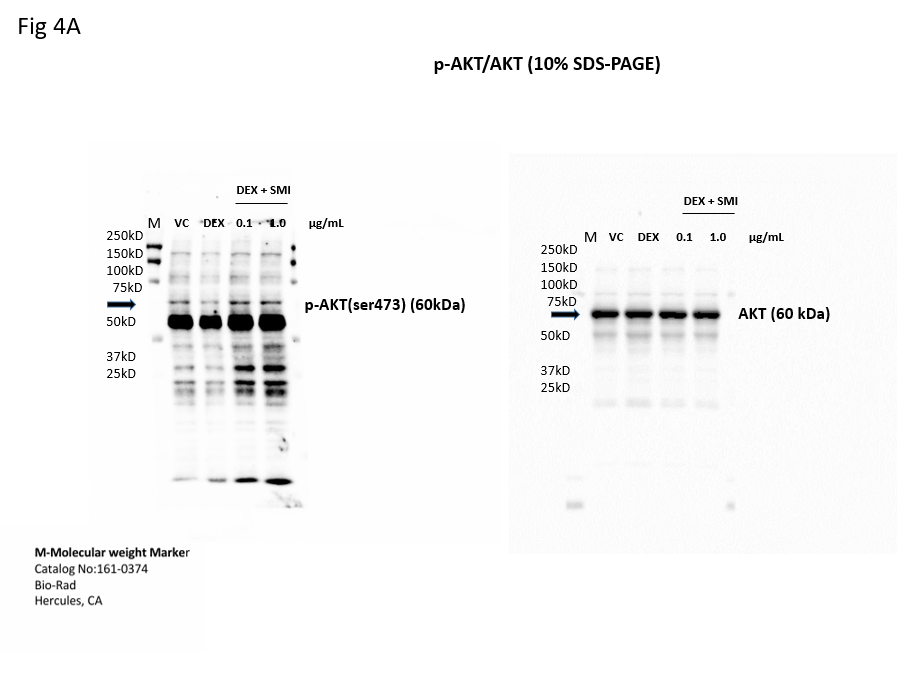 Fig 4A
p-AKT/AKT (10% SDS-PAGE)
DEX + SMI
M VC DEX 0.1 1.0 µg/mL
250kD
150kD
100kD
75kD
p-AKT(ser473) (60kDa)
50kD
37kD
25kD
DEX + SMI
M VC DEX 0.1 1.0 µg/mL
250kD
150kD
100kD
75kD
AKT (60 kDa)
50kD
37kD
25kD
M-Molecular weight Marker
Catalog No:161-0374
Bio-Rad
Hercules, CA